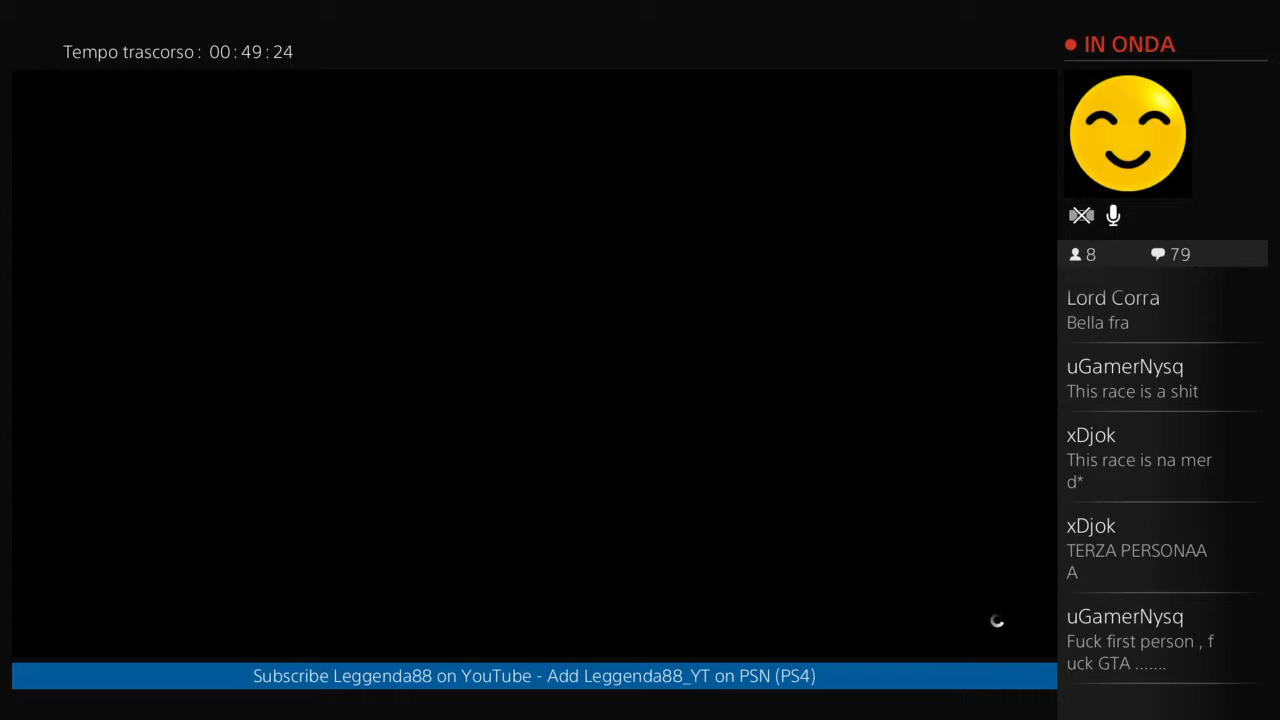 Tempo trascorso : 00 : 49 : 24
IN ONDA
8 79
Lord Corra
Bella fra
uGamerNysq
This race is a shit
xDjok
This race is na mer
d*
xDjok
TERZA PERSONAA
A
uGamerNysq
Fuck first person , f
uck GTA .......
Subscribe Leggenda88 on YouTube - Add Leggenda88_YT on PSN (PS4)